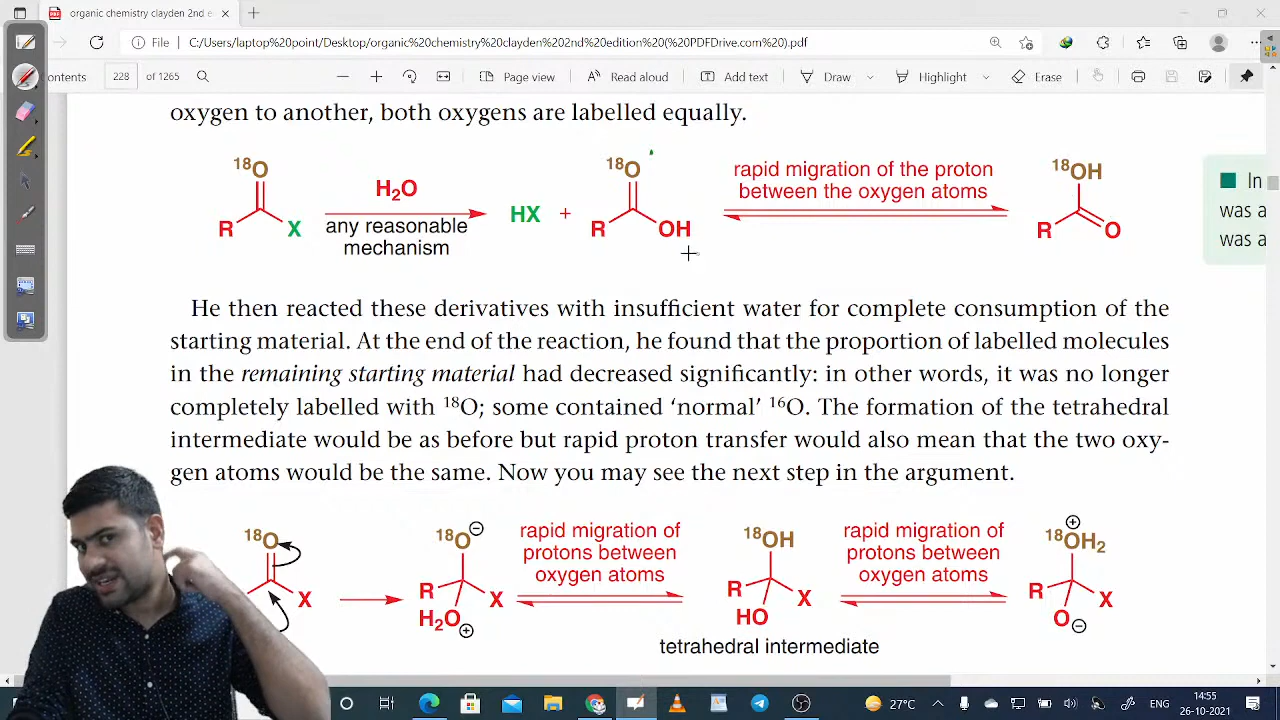 organic chemistry clayden 2nd e
File
C:/Users/laptop%20point/Desktop/organic%20chemistry%20clayden%202nd%20edition%20(%20PDFDrive.com%20).pdf
ontents
228
of 1265
Page view
Read aloud
Add text
Draw
Highlight
Erase
oxygen to another, both oxygens are labelled equally.
¹⁸O
R
X
H₂O
any reasonable
mechanism
HX
+
¹⁸O
R
OH
rapid migration of the proton
between the oxygen atoms
¹⁸OH
R
O
In
was a
was a
He then reacted these derivatives with insufficient water for complete consumption of the
starting material. At the end of the reaction, he found that the proportion of labelled molecules
in the remaining starting material had decreased significantly: in other words, it was no longer
completely labelled with ¹⁸O; some contained ‘normal’ ¹⁶O. The formation of the tetrahedral
intermediate would be as before but rapid proton transfer would also mean that the two oxy-
gen atoms would be the same. Now you may see the next step in the argument.
¹⁸O
X
¹⁸O⊖
R
X
H₂O
⊕
rapid migration of
protons between
oxygen atoms
¹⁸OH
R
X
HO
tetrahedral intermediate
rapid migration of
protons between
oxygen atoms
⊕
¹⁸OH₂
R
X
O⊖
27°C
ENG
14:55
26-10-2021